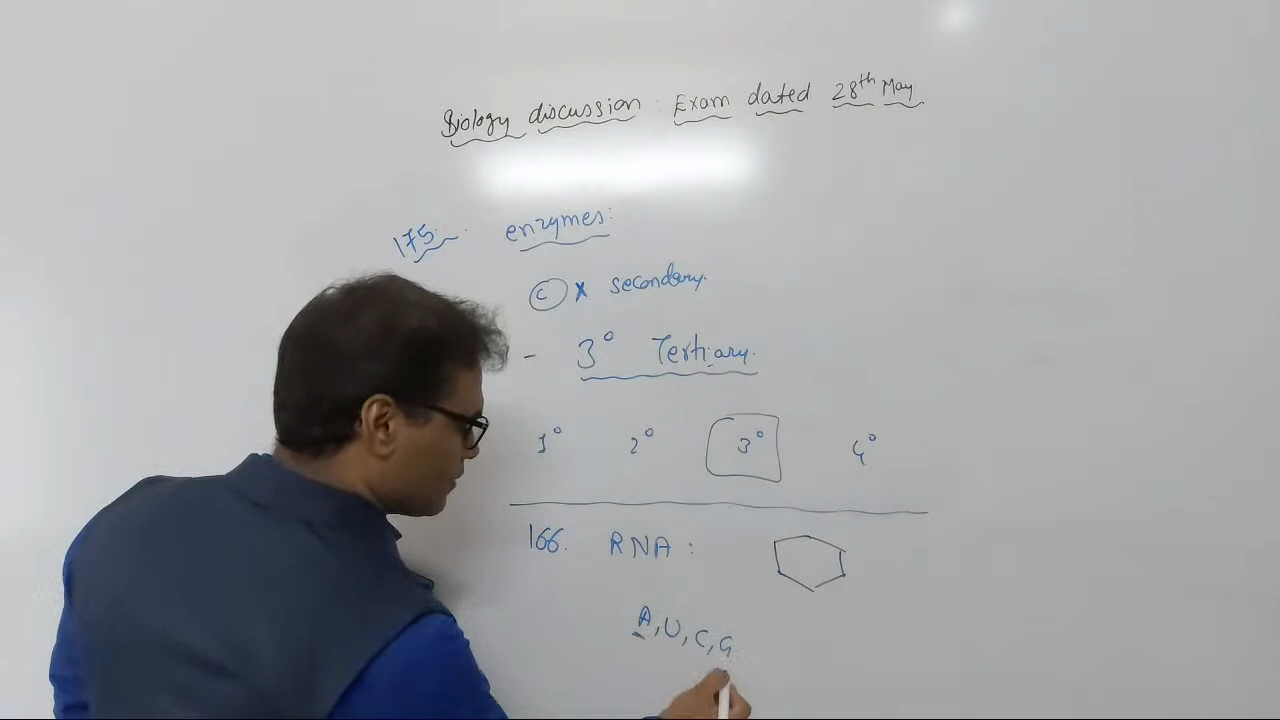 Biology discussion : Exam dated 28th May
175. enzymes:
C x secondary.
- 3° Tertiary.
1° 2° 3° 4°
166. RNA :
A, U, C, G